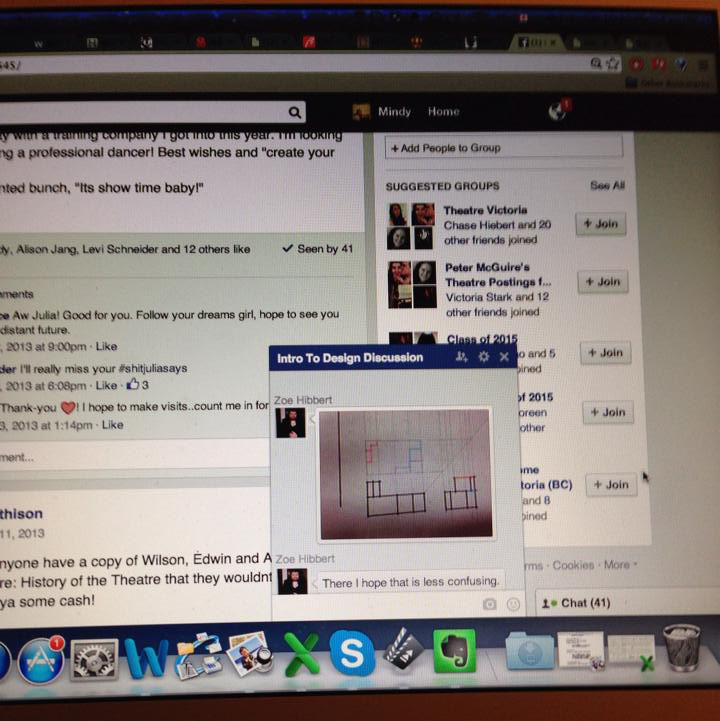 545/
Mindy Home
1
y with a training company I got into this year. I'm looking
ng a professional dancer! Best wishes and "create your
nted bunch, "Its show time baby!"
dy, Alison Jang, Levi Schneider and 12 others like
✓ Seen by 41
ments
e Aw Julia! Good for you. Follow your dreams girl, hope to see you
distant future.
, 2013 at 9:00pm · Like
der I'll really miss your #shitjuliasays
, 2013 at 6:08pm · Like · 3
Thank-you ❤! I hope to make visits..count me in for
3, 2013 at 1:14pm · Like
ment...
thison
11, 2013
nyone have a copy of Wilson, Edwin and A
re: History of the Theatre that they wouldnt
ya some cash!
Other Bookmarks
+ Add People to Group
SUGGESTED GROUPS See All
Theatre Victoria
Chase Hiebert and 20
other friends joined
+ Join
Peter McGuire's
Theatre Postings f...
Victoria Stark and 12
other friends joined
+ Join
Class of 2015
o and 5
oined
+ Join
of 2015
oreen
other
+ Join
ome
toria (BC)
and 8
oined
+ Join
rms · Cookies · More
Chat (41)
Intro To Design Discussion
Zoe Hibbert
Zoe Hibbert
There I hope that is less confusing.
1